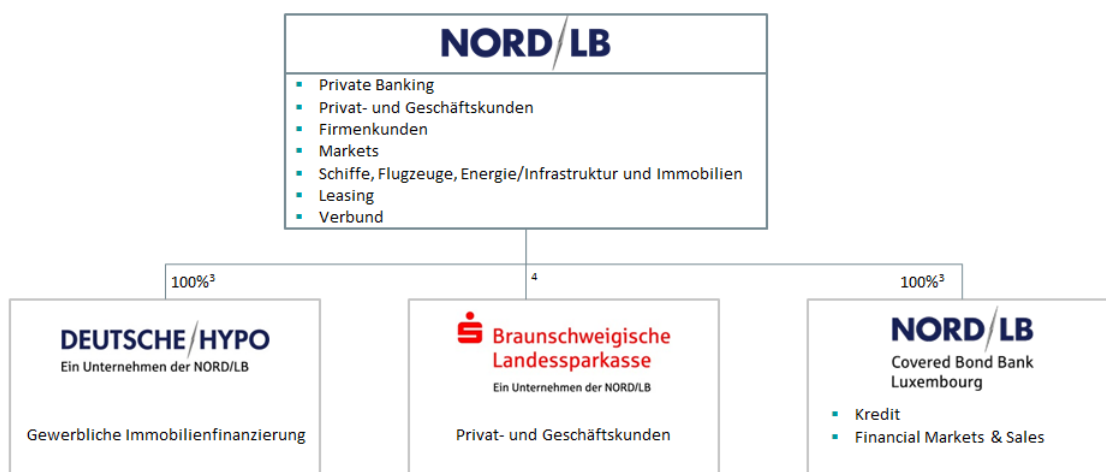 NORD/LB
▪ Private Banking
▪ Privat- und Geschäftskunden
▪ Firmenkunden
▪ Markets
▪ Schiffe, Flugzeuge, Energie/Infrastruktur und Immobilien
▪ Leasing
▪ Verbund
100%³
⁴
100%³
DEUTSCHE/HYPO
Ein Unternehmen der NORD/LB
Gewerbliche Immobilienfinanzierung
Braunschweigische
Landessparkasse
Ein Unternehmen der NORD/LB
Privat- und Geschäftskunden
NORD/LB
Covered Bond Bank
Luxembourg
▪ Kredit
▪ Financial Markets & Sales